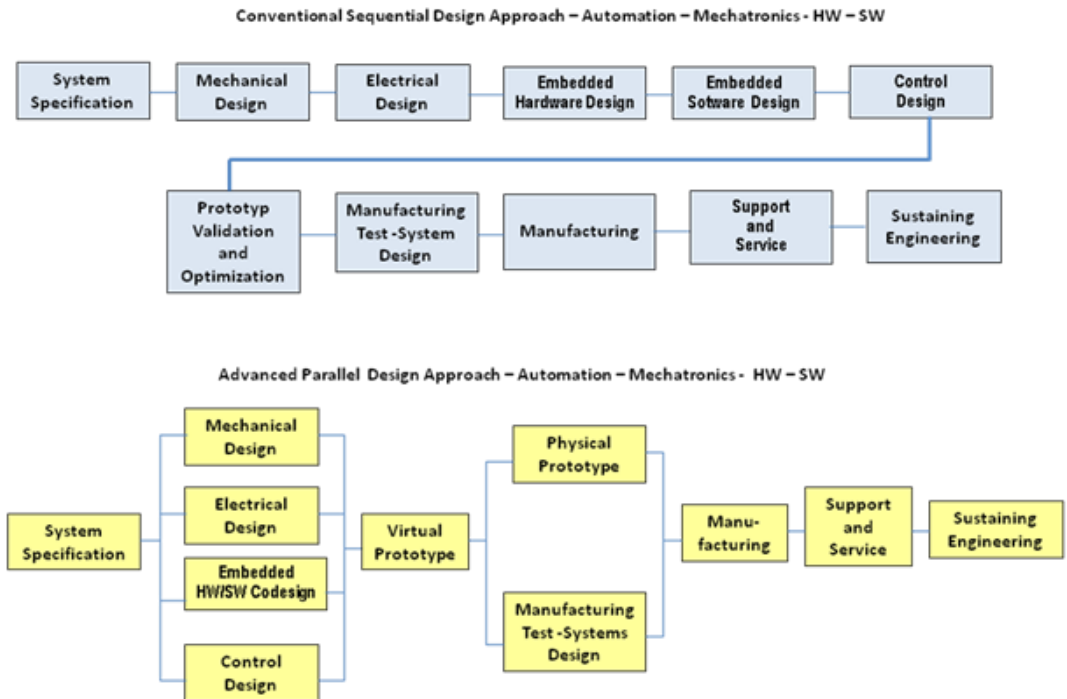 Conventional Sequential Design Approach – Automation – Mechatronics - HW – SW
System
Specification
Mechanical
Design
Electrical
Design
Embedded
Hardware Design
Embedded
Sotware Design
Control
Design
Prototyp
Validation
and
Optimization
Manufacturing
Test -System
Design
Manufacturing
Support
and
Service
Sustaining
Engineering
Advanced Parallel Design Approach – Automation – Mechatronics - HW – SW
System
Specification
Mechanical
Design
Electrical
Design
Embedded
HW/SW Codesign
Control
Design
Virtual
Prototype
Physical
Prototype
Manufacturing
Test -Systems
Design
Manu-
facturing
Support
and
Service
Sustaining
Engineering